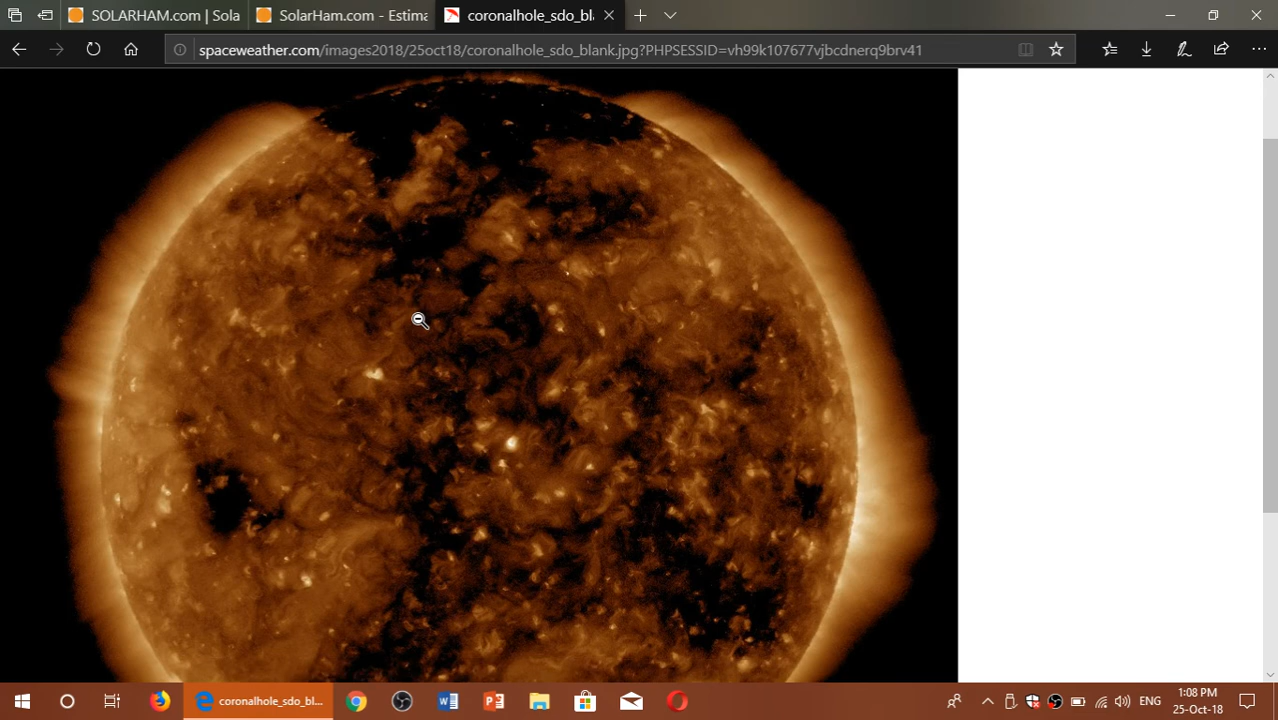 SOLARHAM.com | Sola
SolarHam.com - Estima
coronalhole_sdo_bla
spaceweather.com/images2018/25oct18/coronalhole_sdo_blank.jpg?PHPSESSID=vh99k107677vjbcdnerq9brv41
coronalhole_sdo_bl...
ENG
1:08 PM
25-Oct-18